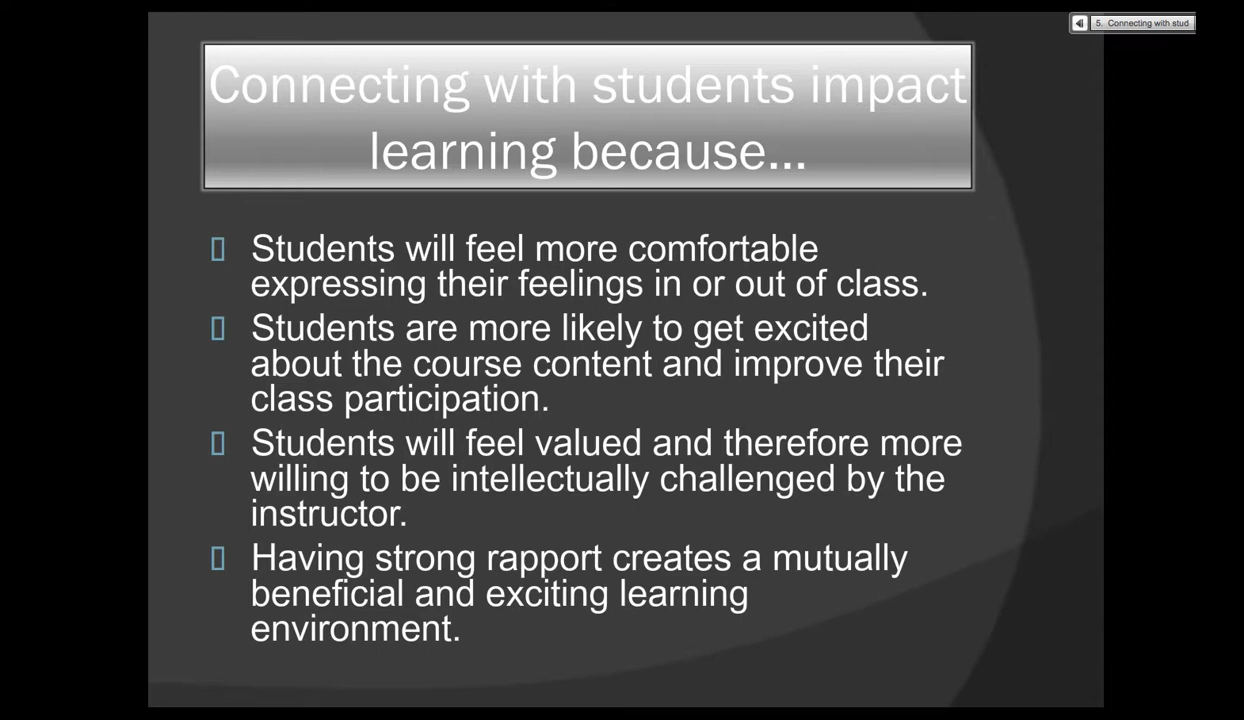 5. Connecting with stud
Connecting with students impact
learning because...
Students will feel more comfortable
expressing their feelings in or out of class.
Students are more likely to get excited
about the course content and improve their
class participation.
Students will feel valued and therefore more
willing to be intellectually challenged by the
instructor.
Having strong rapport creates a mutually
beneficial and exciting learning
environment.